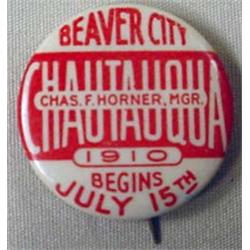 BEAVER CITY
CHAUTAUQUA
CHAS. F. HORNER, MGR.
1910
BEGINS
JULY 15TH